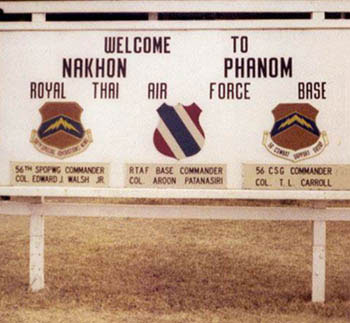 WELCOME TO
NAKHON PHANOM
ROYAL THAI AIR FORCE BASE
56TH SPOPWG COMMANDER
COL. EDWARD J. WALSH JR.
RTAF BASE COMMANDER
COL. AROON PATANASIRI
56 CSG COMMANDER
COL. T. L. CARROLL